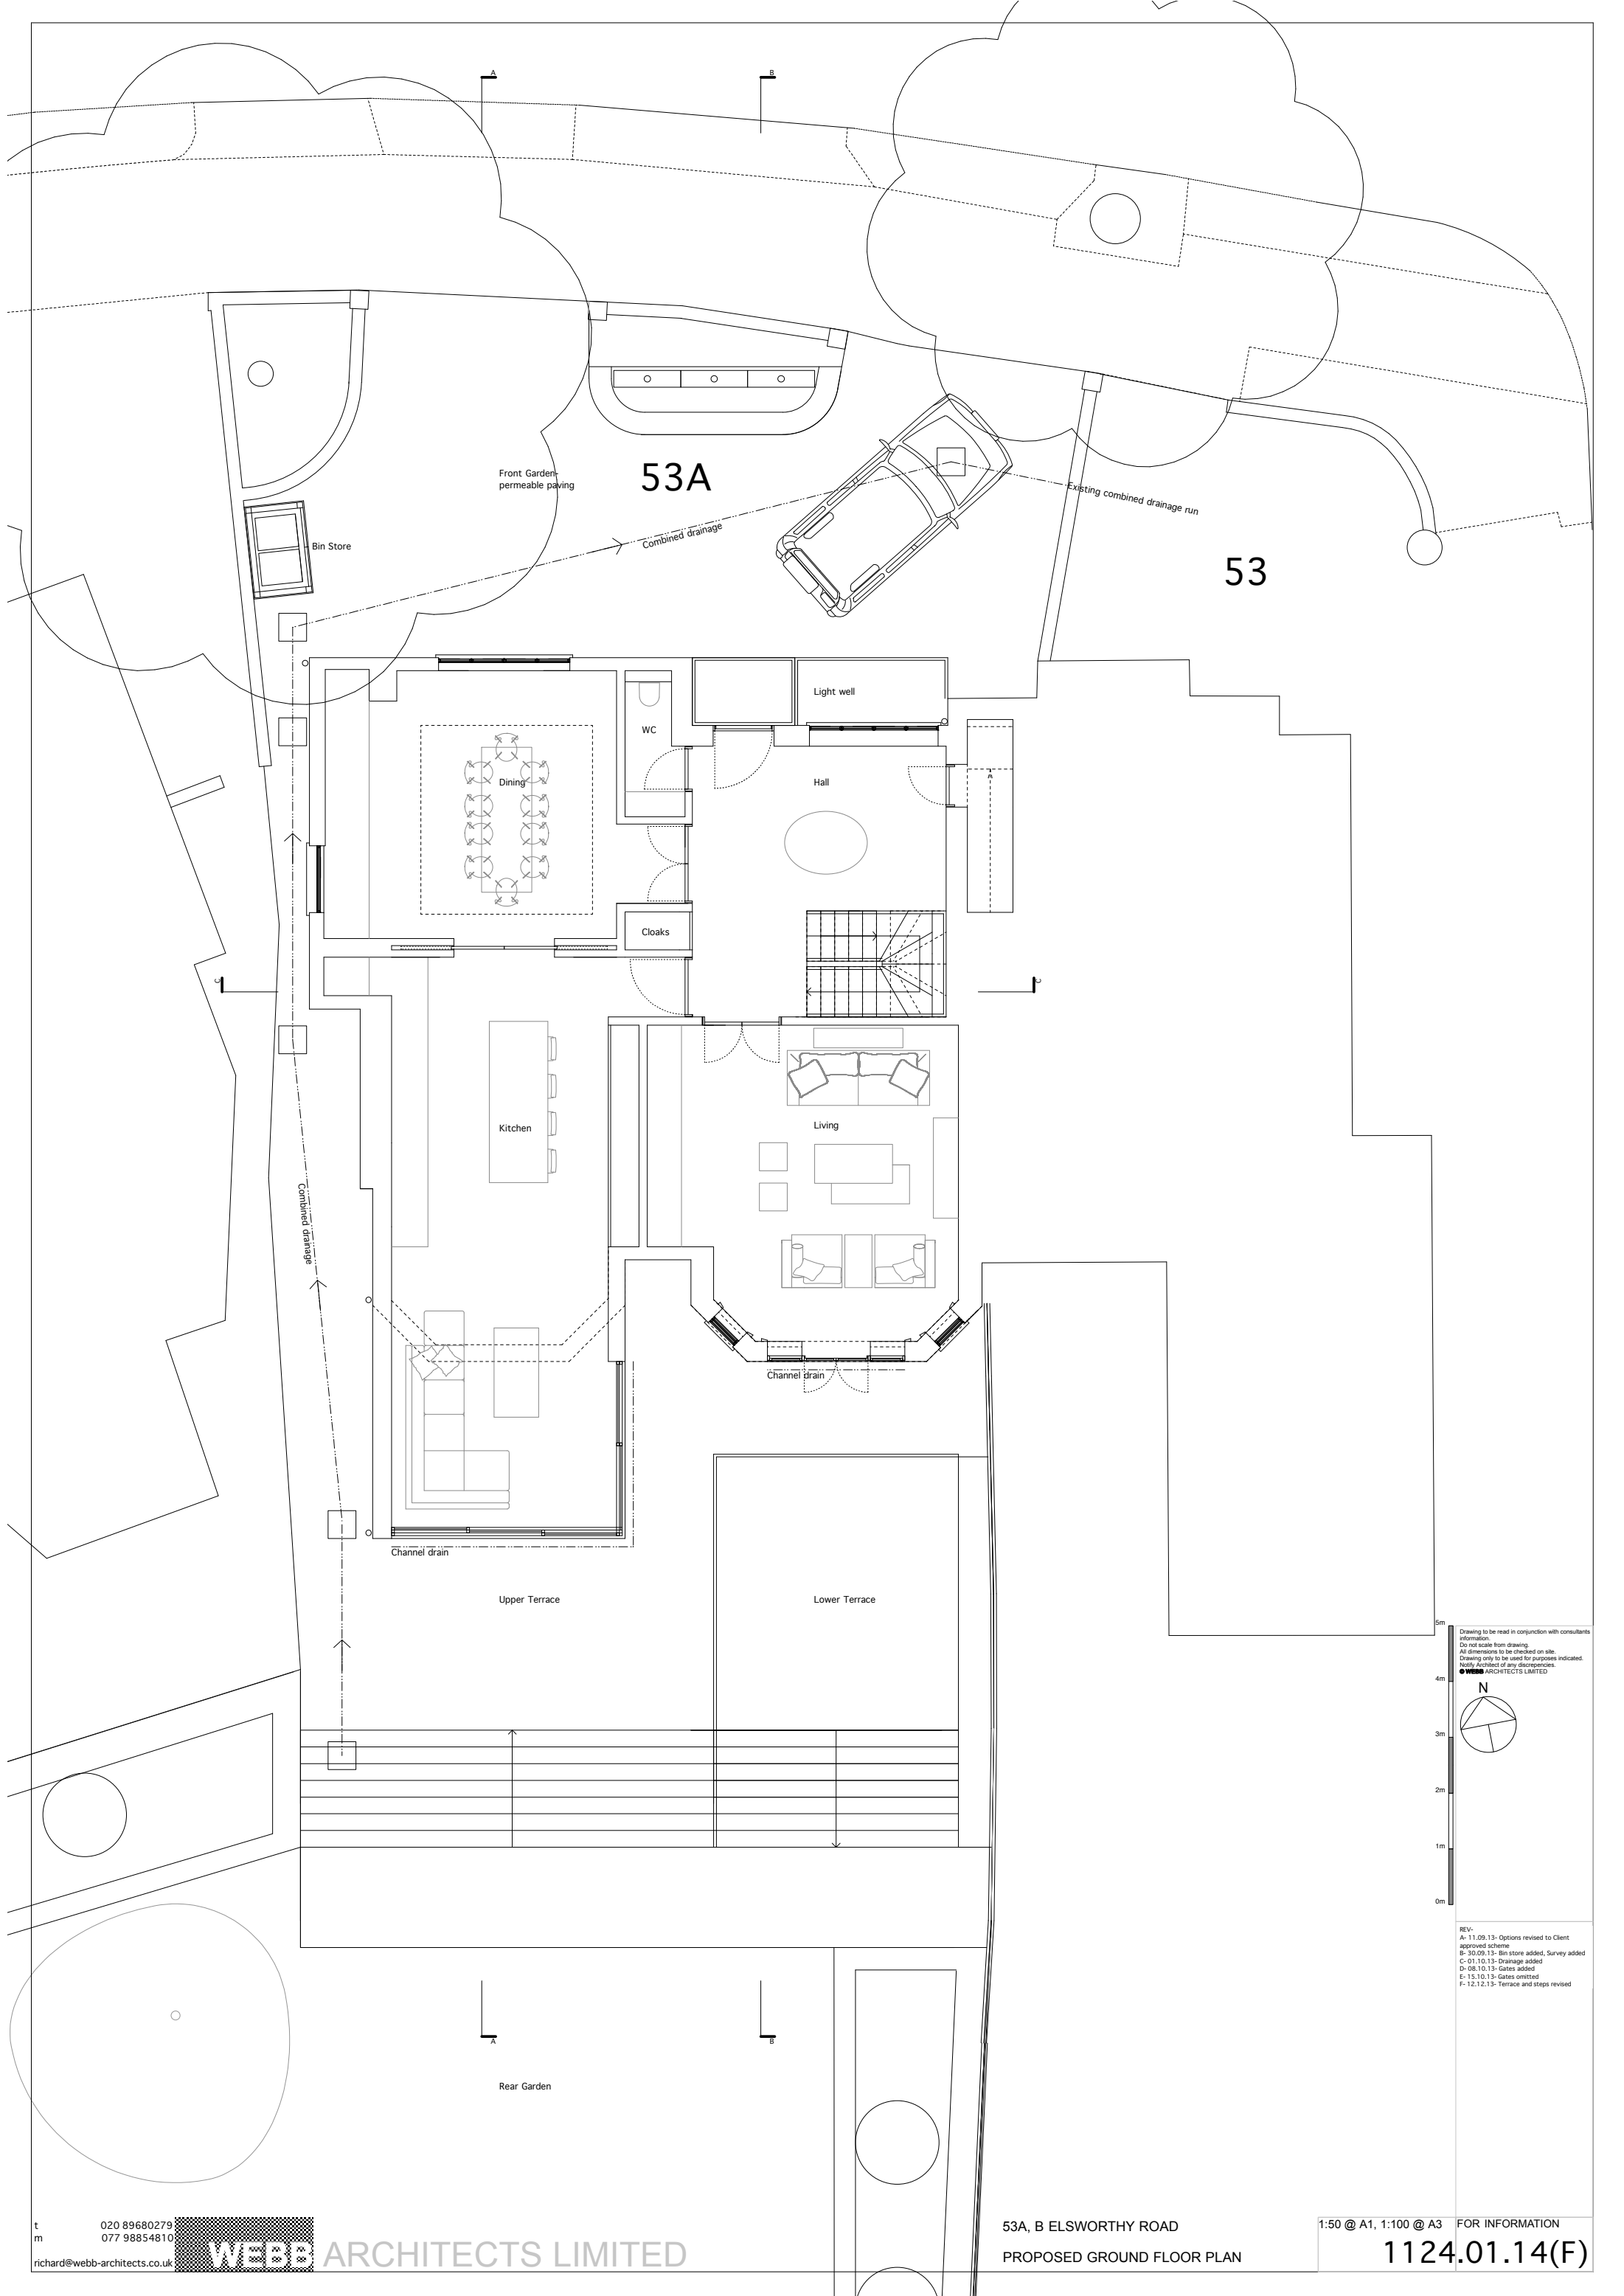 A
B
Front Garden-
permeable paving
53A
Existing combined drainage run
Combined drainage
Bin Store
53
Light well
WC
Dining
Hall
Cloaks
C
C
Kitchen
Living
Combined drainage
Channel drain
Channel drain
Upper Terrace
Lower Terrace
5m
4m
3m
2m
1m
0m
Drawing to be read in conjunction with consultants
information.
Do not scale from drawing.
All dimensions to be checked on site.
Drawing only to be used for purposes indicated.
Notify Architect of any discrepancies.
© WEBB ARCHITECTS LIMITED
N
REV-
A- 11.09.13- Options revised to Client
approved scheme
B- 30.09.13- Bin store added, Survey added
C- 01.10.13- Drainage added
D- 08.10.13- Gates added
E- 15.10.13- Gates omitted
F- 12.12.13- Terrace and steps revised
A
B
Rear Garden
t 020 89680279
m 077 98854810
richard@webb-architects.co.uk
WEBB ARCHITECTS LIMITED
53A, B ELSWORTHY ROAD
PROPOSED GROUND FLOOR PLAN
1:50 @ A1, 1:100 @ A3
FOR INFORMATION
1124.01.14(F)